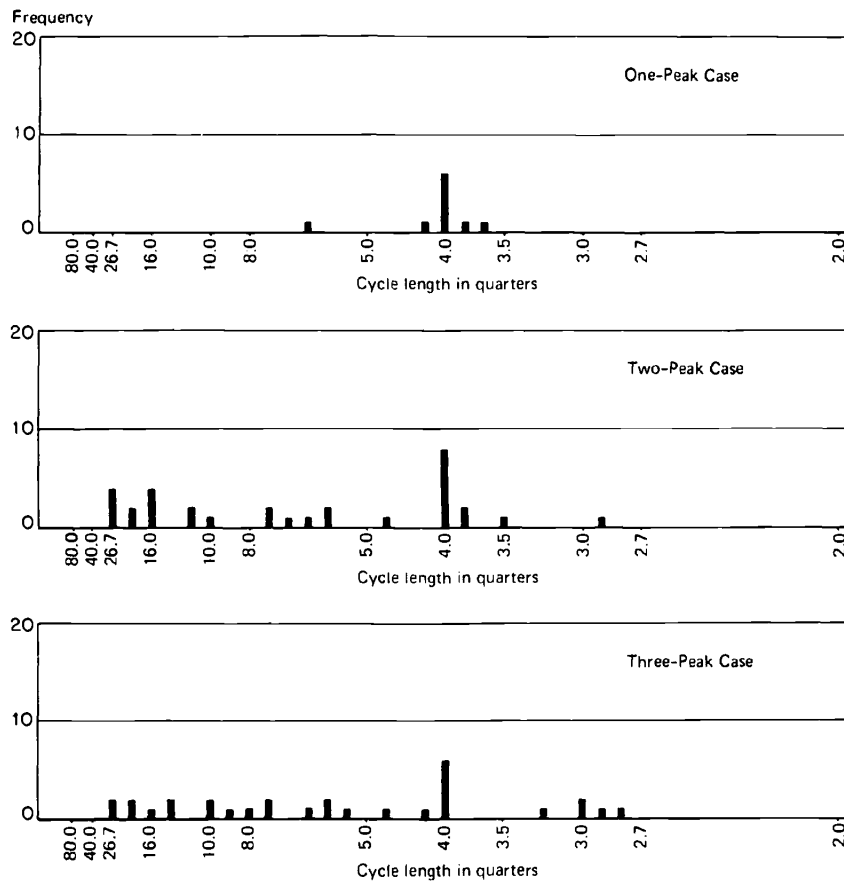 Frequency
20
One-Peak Case
10
0
80.0 40.0 26.7 16.0 10.0 8.0 5.0 4.0 3.5 3.0 2.7 2.0
Cycle length in quarters
20
Two-Peak Case
10
0
80.0 40.0 26.7 16.0 10.0 8.0 5.0 4.0 3.5 3.0 2.7 2.0
Cycle length in quarters
20
Three-Peak Case
10
0
80.0 40.0 26.7 16.0 10.0 8.0 5.0 4.0 3.5 3.0 2.7 2.0
Cycle length in quarters